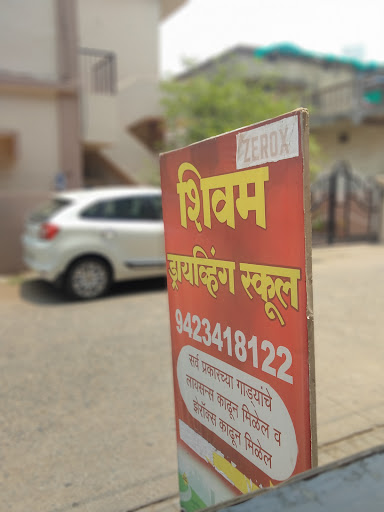 ZEROX
शिवम
ड्रायव्हिंग स्कूल
9423418122
सर्व प्रकारच्या गाड्यांचे
लायसन्स काढून मिळेल व
झेरॉक्स काढून मिळेल